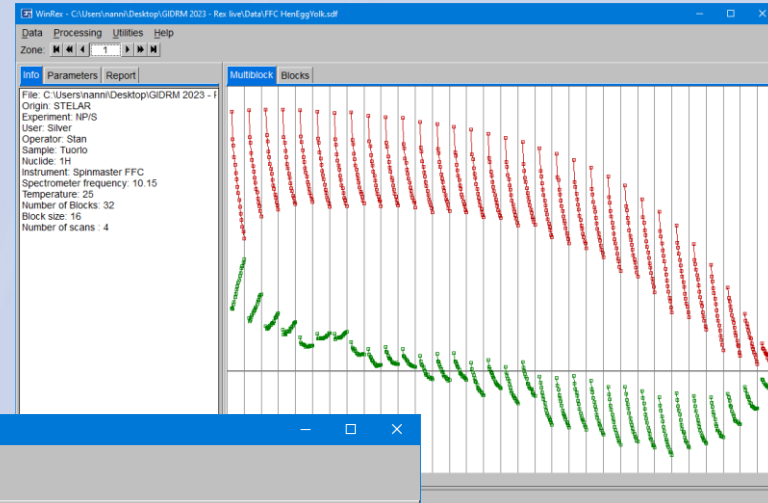 WinRex - C:\Users\nanni\Desktop\GIDRM 2023 - Rex live\Data\FFC HenEggYolk.sdf
Data Processing Utilities Help
Zone: 1
Info Parameters Report
Multiblock Blocks
File: C:\Users\nanni\Desktop\GIDRM 2023 -
Origin: STELAR
Experiment: NP/S
User: Silver
Operator: Stan
Sample: Tuorlo
Nuclide: 1H
Instrument: Spinmaster FFC
Spectrometer frequency: 10.15
Temperature: 25
Number of Blocks: 32
Block size: 16
Number of scans : 4